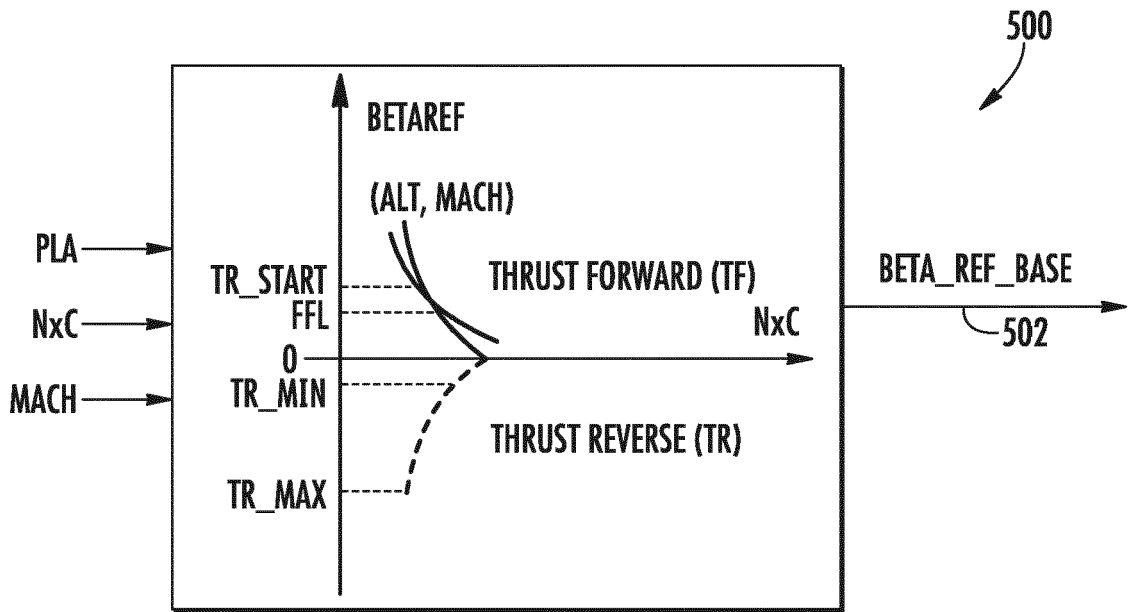 500
BETAREF
(ALT, MACH)
PLA
TR_START
THRUST FORWARD (TF)
BETA_REF_BASE
FFL
NxC
NxC
502
0
TR_MIN
MACH
THRUST REVERSE (TR)
TR_MAX